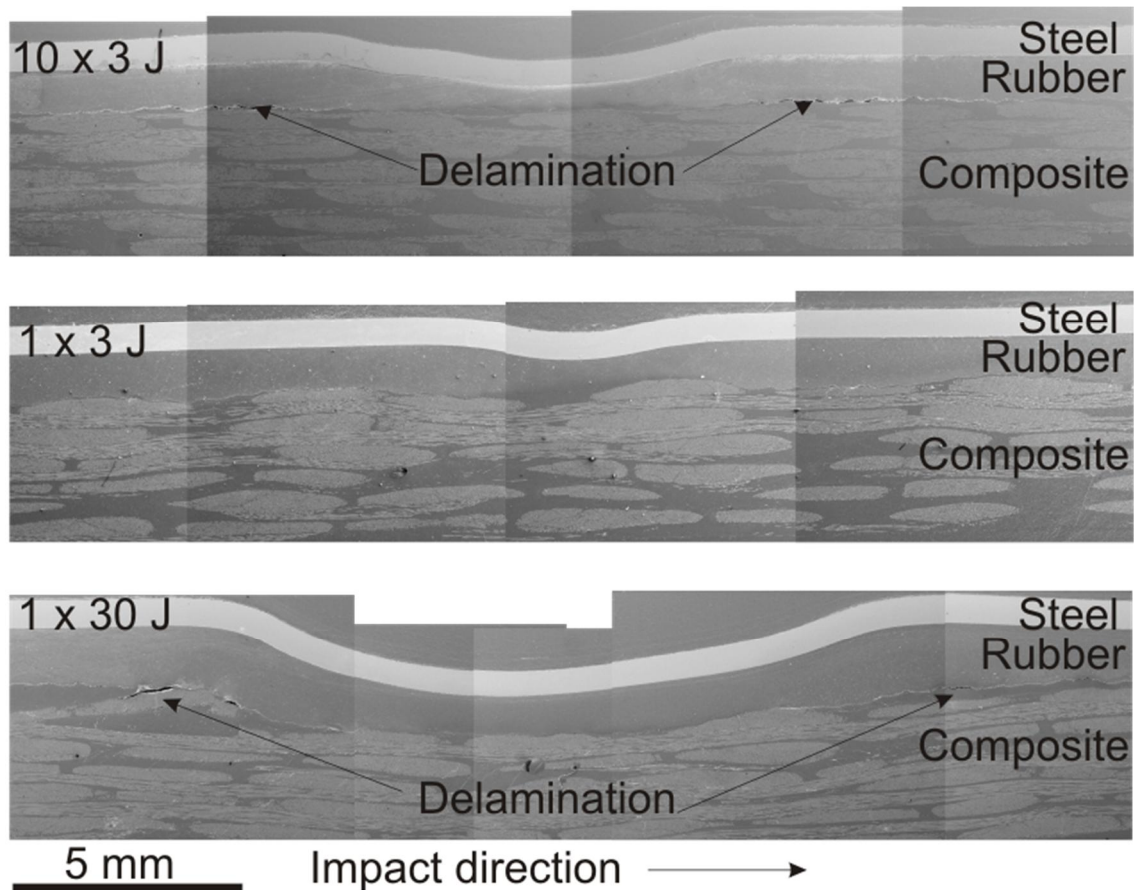 10 x 3 J
Steel
Rubber
Delamination
Composite
1 x 3 J
Steel
Rubber
Composite
1 x 30 J
Steel
Rubber
Composite
Delamination
5 mm
Impact direction